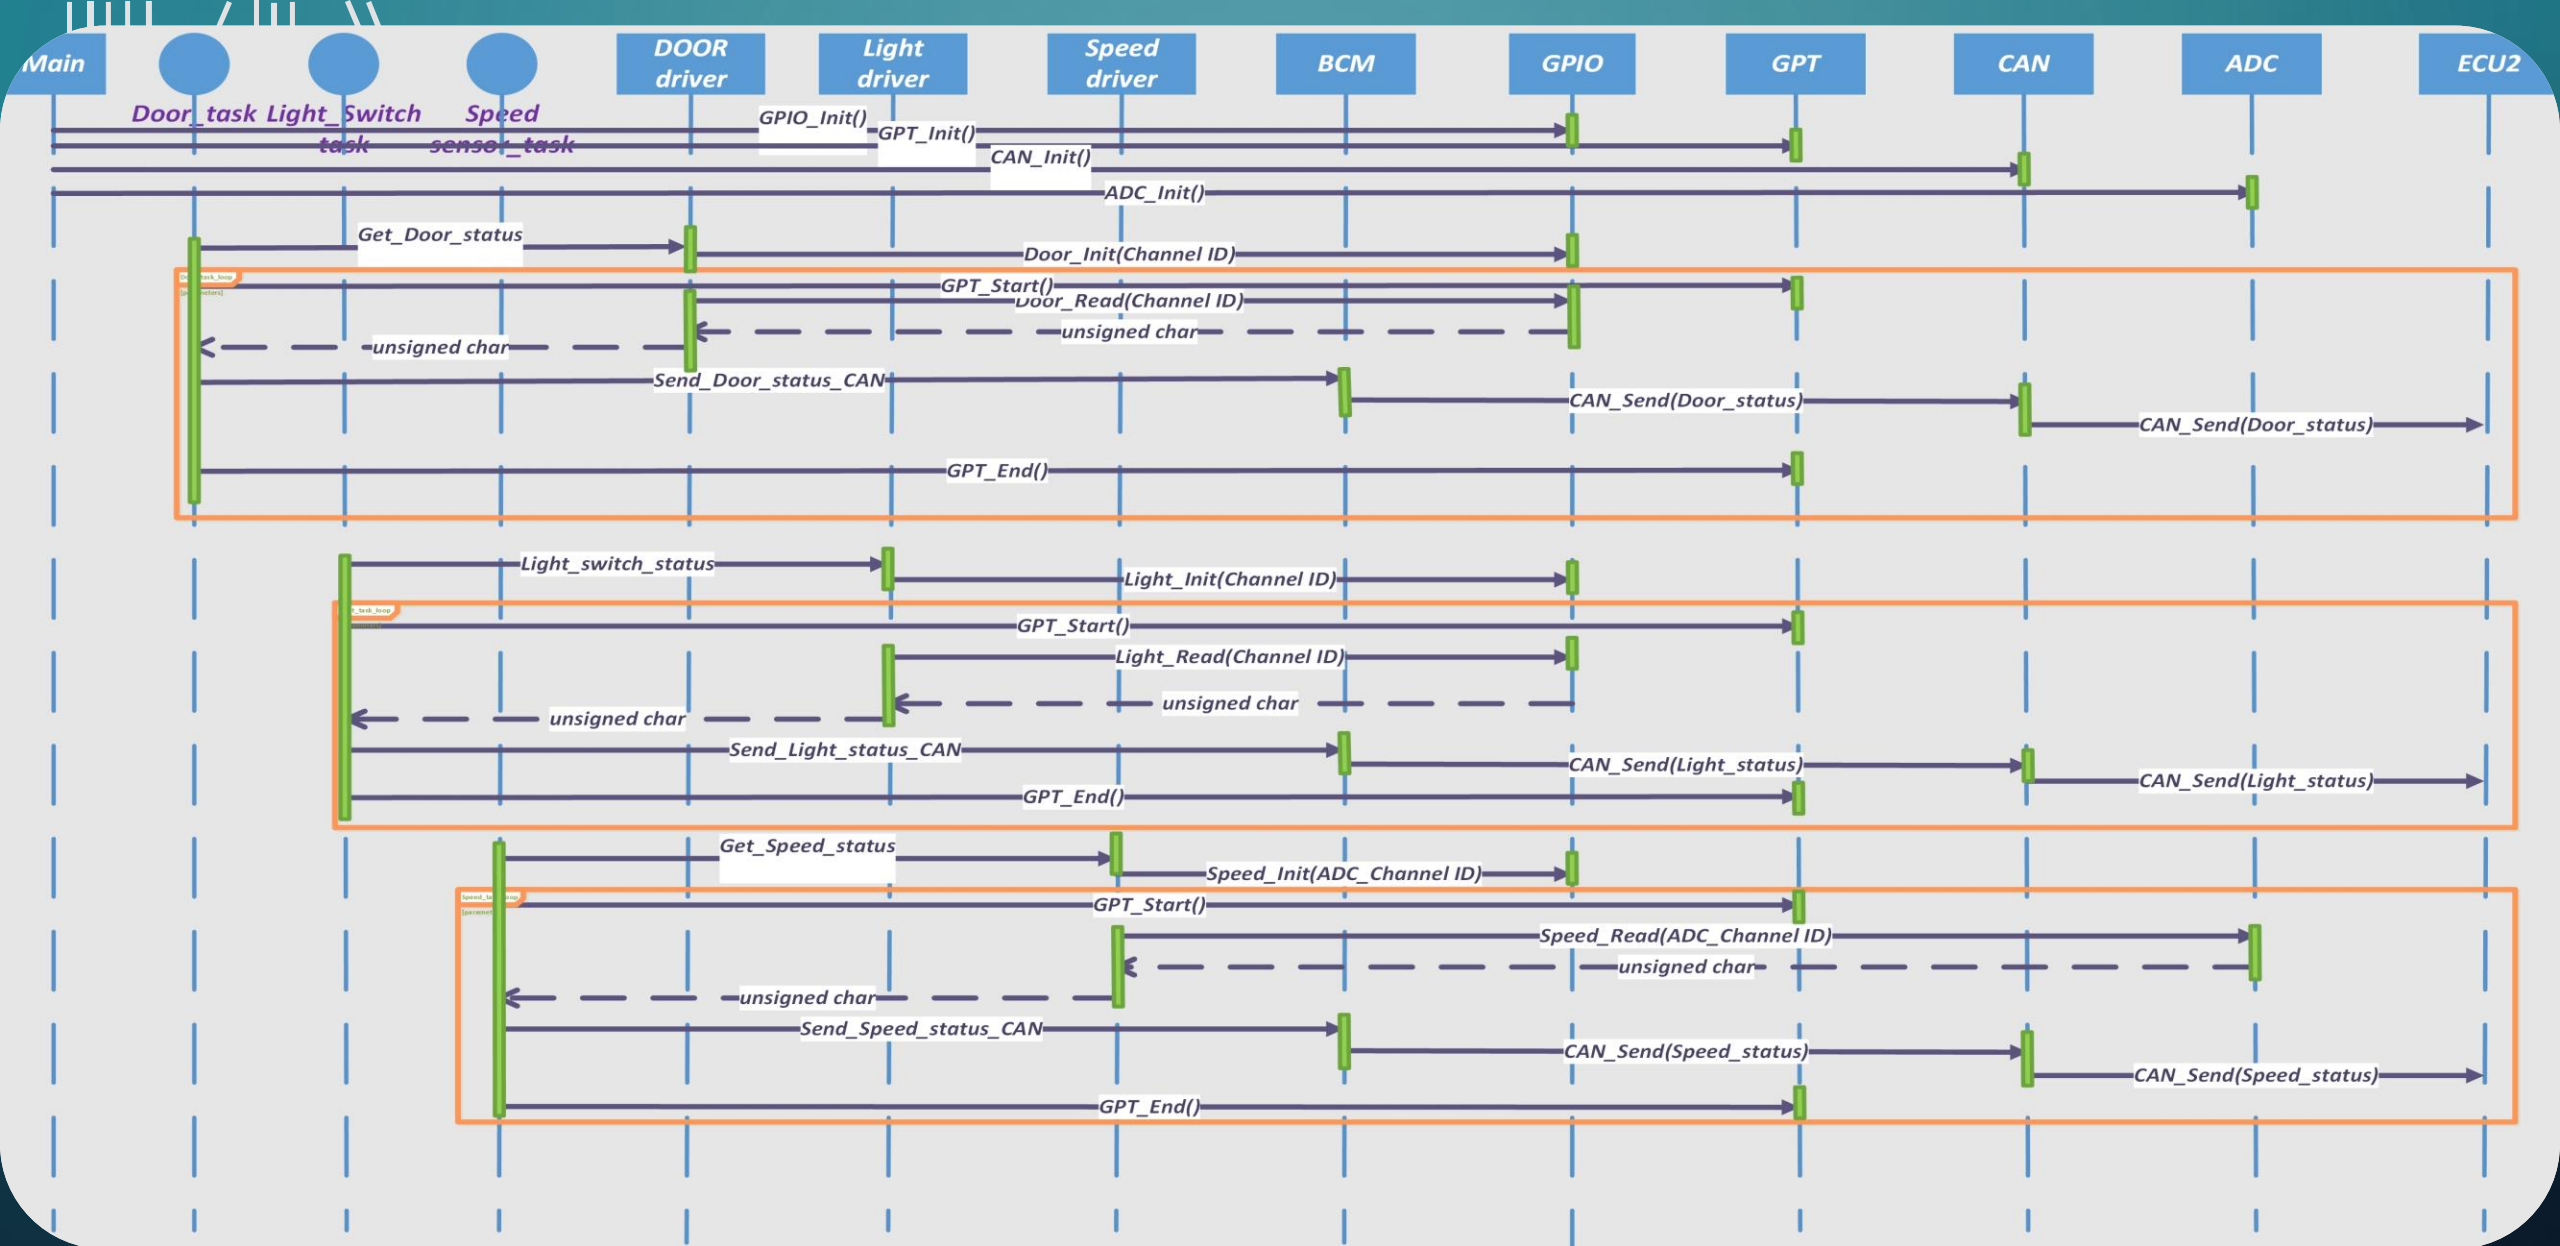 Main
DOOR
driver
Light
driver
Speed
driver
BCM
GPIO
GPT
CAN
ADC
ECU2
Door_task
Light_Switch
task
Speed
sensor_task
GPIO_Init()
GPT_Init()
CAN_Init()
ADC_Init()
Get_Door_status
Door_Init(Channel ID)
GPT_Start()
Door_Read(Channel ID)
unsigned char
unsigned char
Send_Door_status_CAN
CAN_Send(Door_status)
CAN_Send(Door_status)
GPT_End()
Light_switch_status
Light_Init(Channel ID)
GPT_Start()
Light_Read(Channel ID)
unsigned char
unsigned char
Send_Light_status_CAN
CAN_Send(Light_status)
CAN_Send(Light_status)
GPT_End()
Get_Speed_status
Speed_Init(ADC_Channel ID)
GPT_Start()
Speed_Read(ADC_Channel ID)
unsigned char
unsigned char
Send_Speed_status_CAN
CAN_Send(Speed_status)
CAN_Send(Speed_status)
GPT_End()